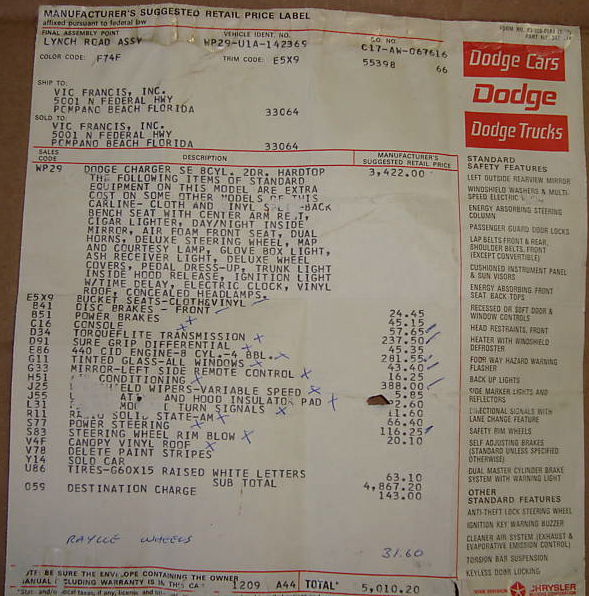 MANUFACTURER'S SUGGESTED RETAIL PRICE LABEL
affixed pursuant to federal law
FINAL ASSEMBLY POINT
VEHICLE IDENT. NO.
LYNCH ROAD ASSY
WP29-U1A-142369
C17-AW-067616
COLOR CODE: F74F
TRIM CODE: E5X9
55398
66
SHIP TO:
VIC FRANCIS, INC.
5001 N FEDERAL HWY
POMPANO BEACH FLORIDA 33064
SOLD TO:
VIC FRANCIS, INC.
5001 N FEDERAL HWY
POMPANO BEACH FLORIDA 33064
SALES CODE
DESCRIPTION
MANUFACTURER'S SUGGESTED RETAIL PRICE
WP29 DODGE CHARGER SE 8CYL. 2DR. HARDTOP 3,422.00
THE FOLLOWING ITEMS OF STANDARD
EQUIPMENT ON THIS MODEL ARE EXTRA
COST ON SOME OTHER MODELS OF THIS
CARLINE- CLOTH AND VINYL SPLIT-BACK
BENCH SEAT WITH CENTER ARM REST,
CIGAR LIGHTER, DAY/NIGHT INSIDE
MIRROR, AIR FOAM FRONT SEAT, DUAL
HORNS, DELUXE STEERING WHEEL, MAP
AND COURTESY LAMP, GLOVE BOX LIGHT,
ASH RECEIVER LIGHT, DELUXE WHEEL
COVERS, PEDAL DRESS-UP, TRUNK LIGHT
INSIDE HOOD RELEASE, IGNITION LIGHT
W/TIME DELAY, ELECTRIC CLOCK, VINYL
ROOF, CONCEALED HEADLAMPS.
E5X9 BUCKET SEATS-CLOTH&VINYL
B41 DISC BRAKES - FRONT 24.45
B51 POWER BRAKES 45.15
C16 CONSOLE 57.65
D34 TORQUEFLITE TRANSMISSION 237.50
D91 SURE GRIP DIFFERENTIAL 45.35
E86 440 CID ENGINE-8 CYL.-4 BBL. 281.55
G11 TINTED GLASS-ALL WINDOWS 43.40
G33 MIRROR-LEFT SIDE REMOTE CONTROL 16.25
H51 CONDITIONING 388.00
J25 WIPERS-VARIABLE SPEED 5.85
J55 AND HOOD INSULATOR PAD
L31 TURN SIGNALS
R11 SOLID STATE-AM
S77 POWER STEERING
S83 STEERING WHEEL RIM BLOW
V4F CANOPY VINYL ROOF
V78 DELETE PAINT STRIPES
Y14 SOLD CAR
U86 TIRES-G60X15 RAISED WHITE LETTERS 63.10
66.40
116.25
20.10
SUB TOTAL 4,867.20
059 DESTINATION CHARGE 143.00
RAYLLE WHEELS 31.60
BE SURE THE ENVELOPE CONTAINING THE OWNER
1209 A44 TOTAL* 5,010.20
Dodge Cars
Dodge
Dodge Trucks
STANDARD
SAFETY FEATURES
LEFT OUTSIDE REARVIEW MIRROR
WINDSHIELD WASHERS & MULTI-
SPEED ELECTRIC
ENERGY ABSORBING STEERING
COLUMN
PASSENGER GUARD DOOR LOCKS
LAP BELTS FRONT & REAR,
SHOULDER BELTS, FRONT
(EXCEPT CONVERTIBLE)
CUSHIONED INSTRUMENT PANEL
& SUN VISORS
ENERGY ABSORBING FRONT
SEAT BACK TOPS
RECESSED OR SOFT DOOR &
WINDOW CONTROLS
HEAD RESTRAINTS, FRONT
HEATER WITH WINDSHIELD
DEFROSTER
FOUR WAY HAZARD WARNING
FLASHER
BACK UP LIGHTS
SIDE MARKER LIGHTS AND
REFLECTORS
DIRECTIONAL SIGNALS WITH
LANE CHANGE FEATURE
SAFETY RIM WHEELS
SELF ADJUSTING BRAKES
(STANDARD UNLESS SPECIFIED
OTHERWISE)
DUAL MASTER CYLINDER BRAKE
SYSTEM WITH WARNING LIGHT
OTHER
STANDARD FEATURES
ANTI-THEFT LOCK STEERING WHEEL
IGNITION KEY WARNING BUZZER
CLEANER AIR SYSTEM (EXHAUST &
EVAPORATIVE EMISSION CONTROL)
TORSION BAR SUSPENSION
KEYLESS DOOR LOCKING
CHRYSLER